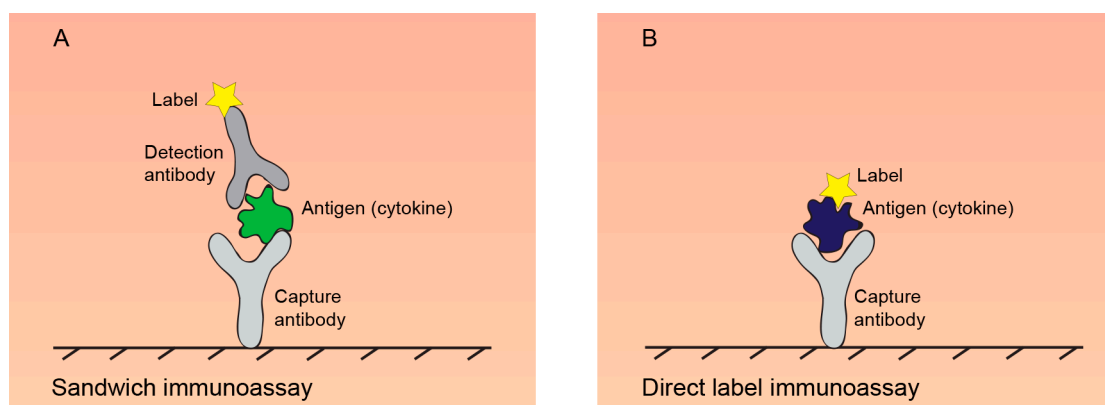 A
Label
Detection
antibody
Antigen (cytokine)
Capture
antibody
Sandwich immunoassay
B
Label
Antigen (cytokine)
Capture
antibody
Direct label immunoassay